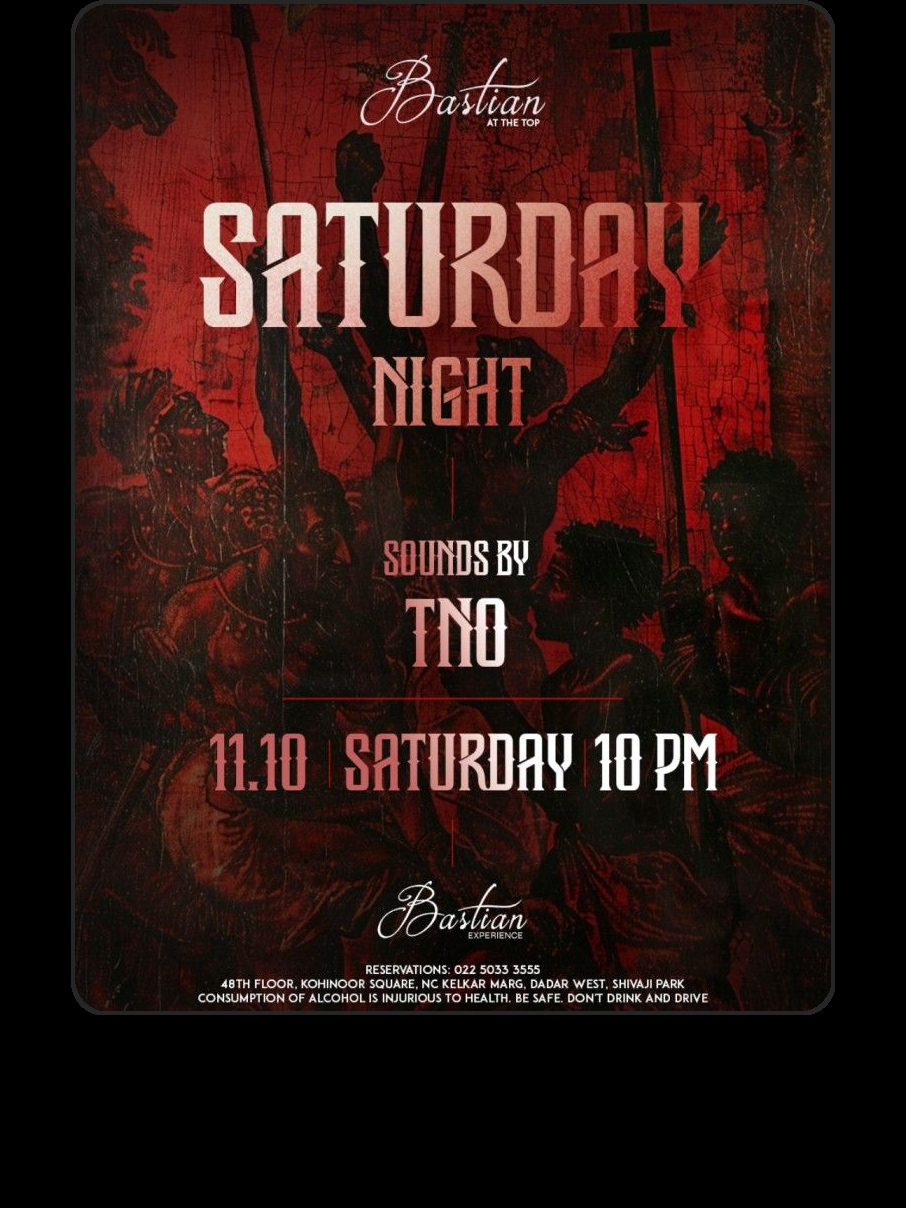 Bastian
AT THE TOP
SATURDAY
NIGHT
SOUNDS BY
TNO
11.10 | SATURDAY | 10 PM
Bastian
EXPERIENCE
RESERVATIONS: 022 5033 3555
48TH FLOOR, KOHINOOR SQUARE, NC KELKAR MARG, DADAR WEST, SHIVAJI PARK
CONSUMPTION OF ALCOHOL IS INJURIOUS TO HEALTH. BE SAFE. DON'T DRINK AND DRIVE